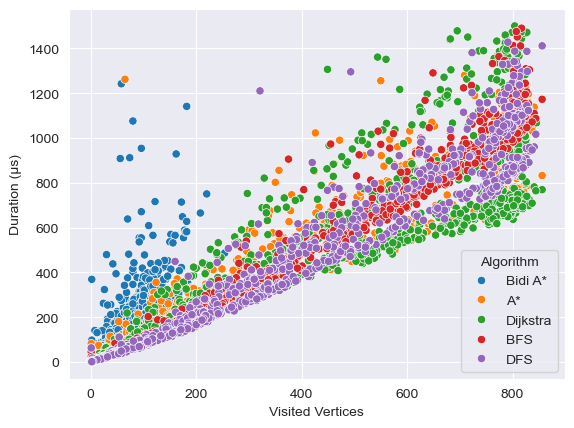 1400
1200
1000
800
600
400
200
0
Duration (µs)
0 200 400 600 800
Visited Vertices
Algorithm
Bidi A*
A*
Dijkstra
BFS
DFS